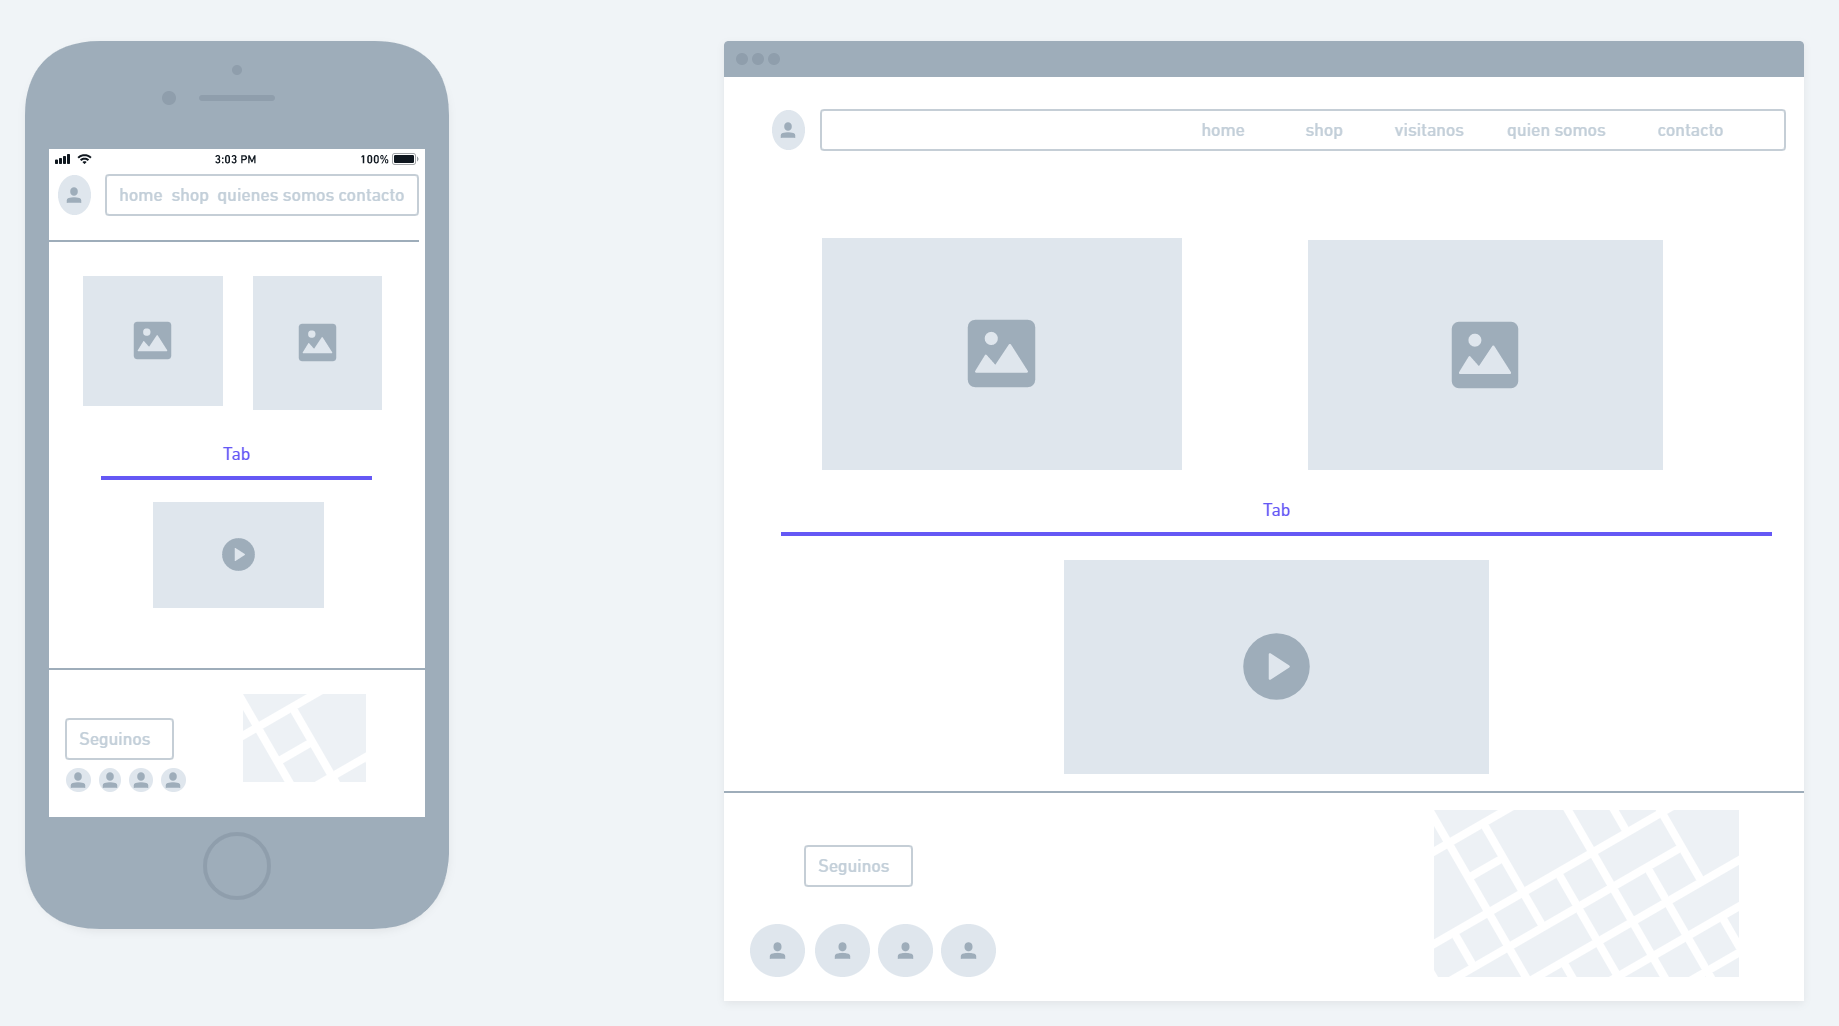 3:03 PM 100%
home shop quienes somos contacto
Tab
Seguinos
home shop visitanos quien somos contacto
Tab
Seguinos